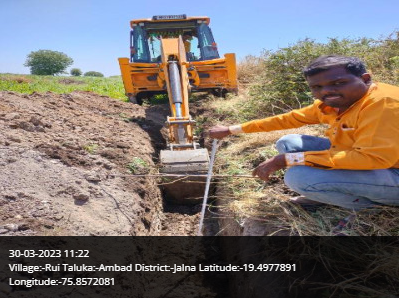 30-03-2023 11:22
Village:-Rui Taluka:-Ambad District:-Jalna Latitude:-19.4977891
Longitude:-75.8572081